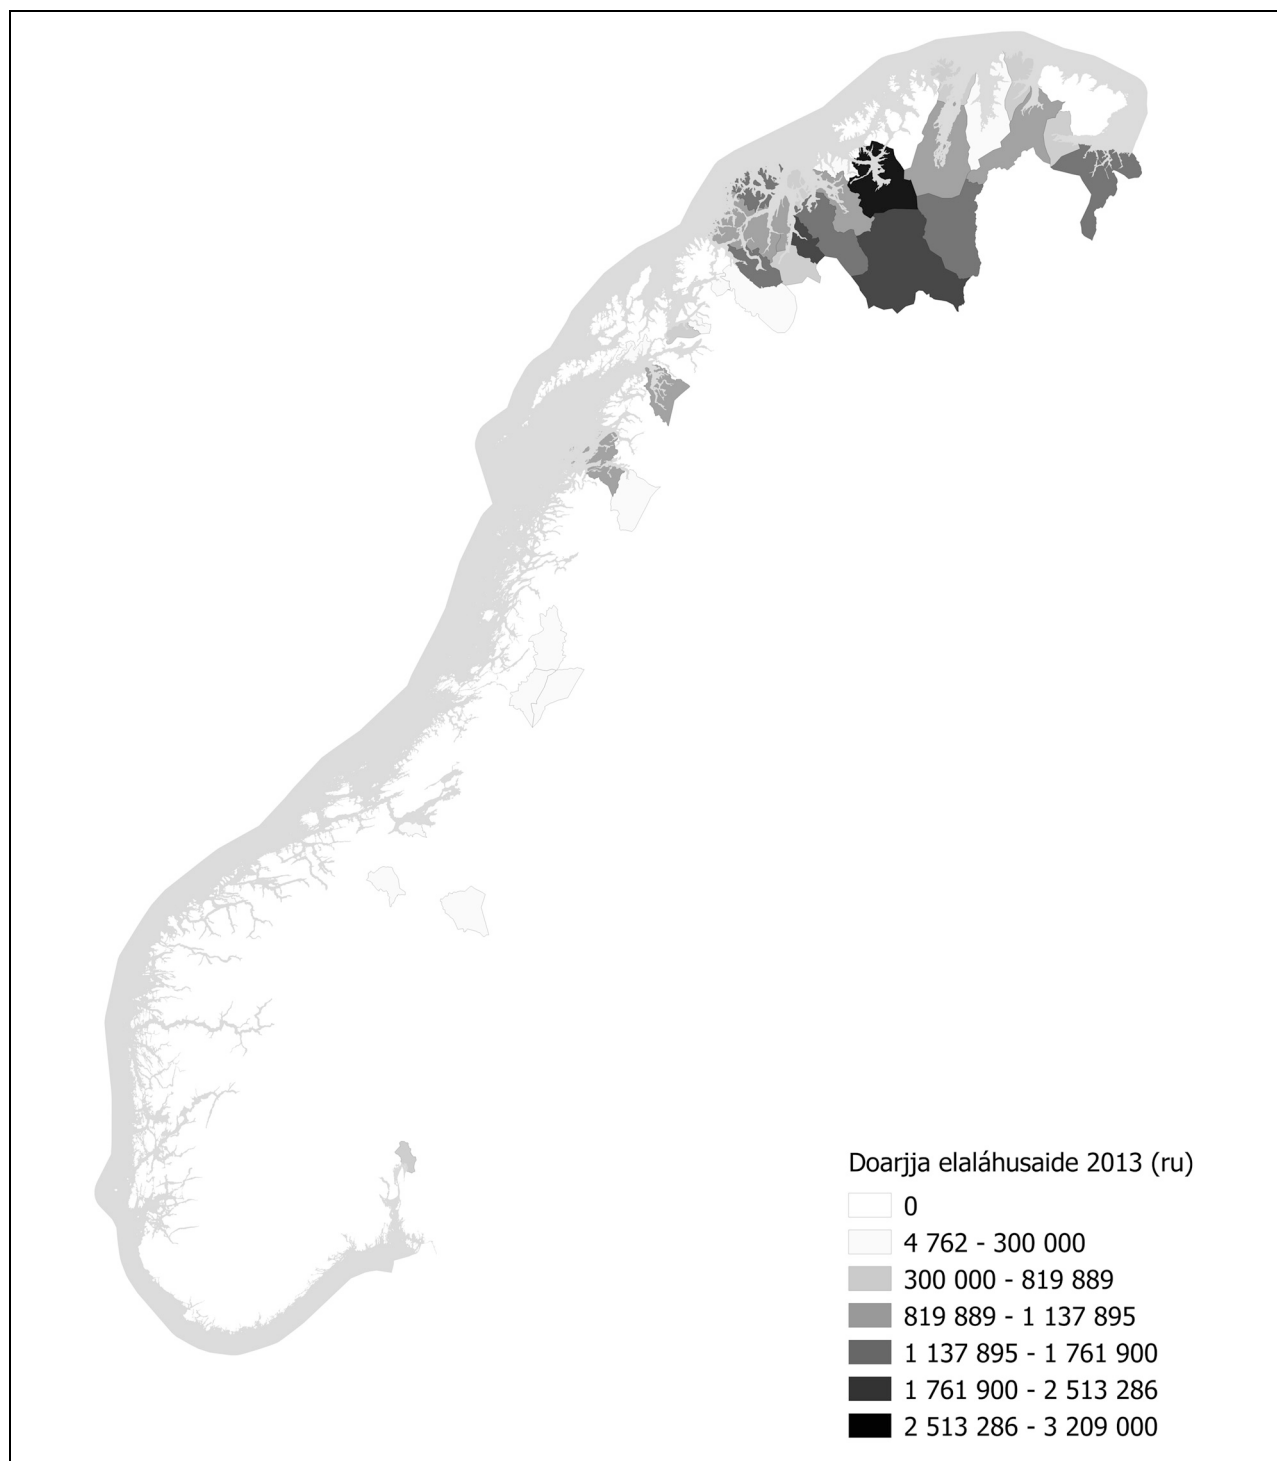 Doarjja elaláhusaide 2013 (ru)
0
4 762 - 300 000
300 000 - 819 889
819 889 - 1 137 895
1 137 895 - 1 761 900
1 761 900 - 2 513 286
2 513 286 - 3 209 000